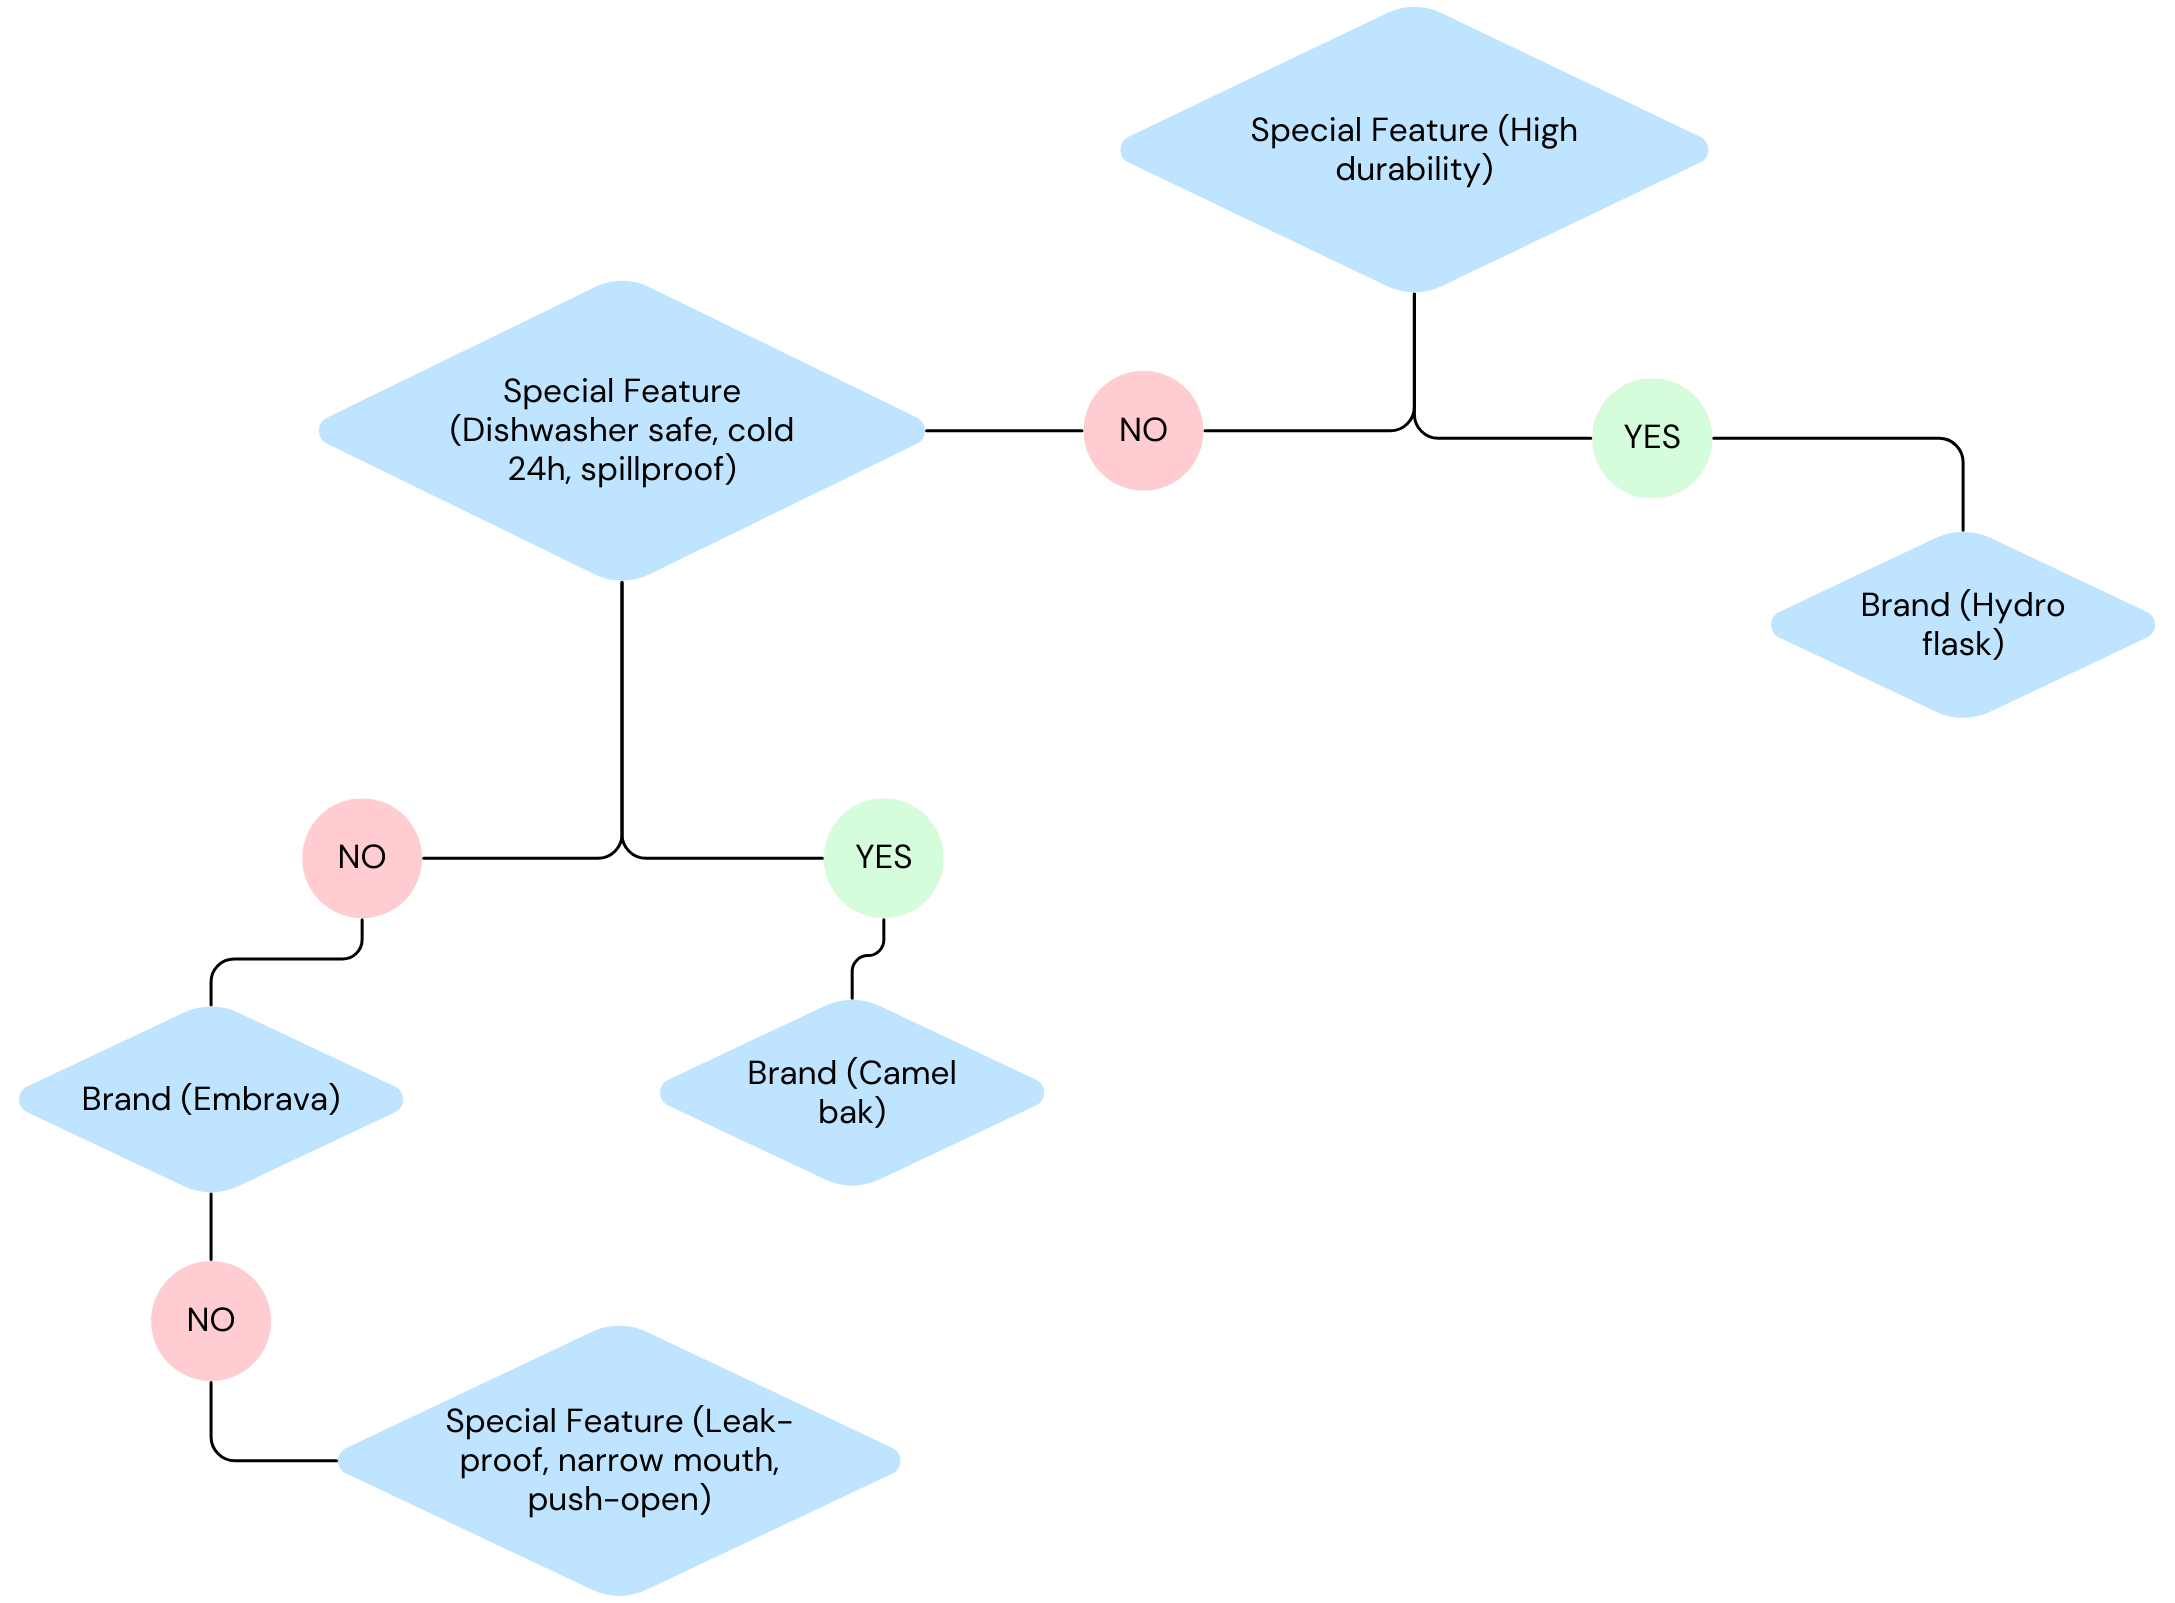 Special Feature (High
durability)
Special Feature
(Dishwasher safe, cold
24h, spillproof)
NO
YES
Brand (Hydro
flask)
NO
YES
Brand (Embrava)
Brand (Camel
bak)
NO
Special Feature (Leak-
proof, narrow mouth,
push-open)